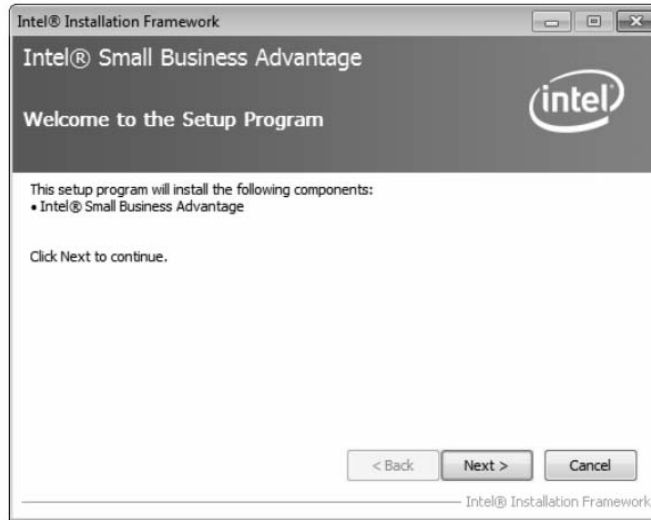 Intel® Installation Framework
Intel® Small Business Advantage
Welcome to the Setup Program
intel
This setup program will install the following components:
• Intel® Small Business Advantage
Click Next to continue.
< Back Next > Cancel
Intel® Installation Framework